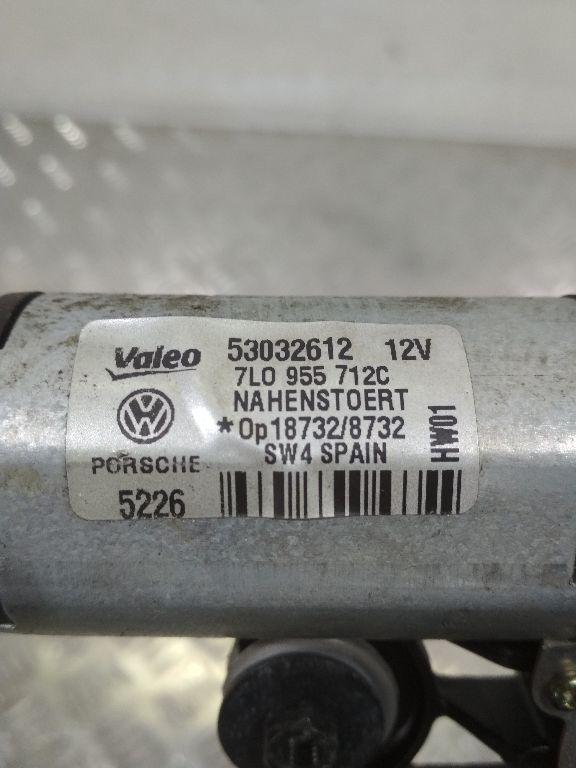 Valeo 53032612 12V
7L0 955 712C
NAHENSTOERT
*Op18732/8732
PORSCHE SW4 SPAIN
5226
HW01